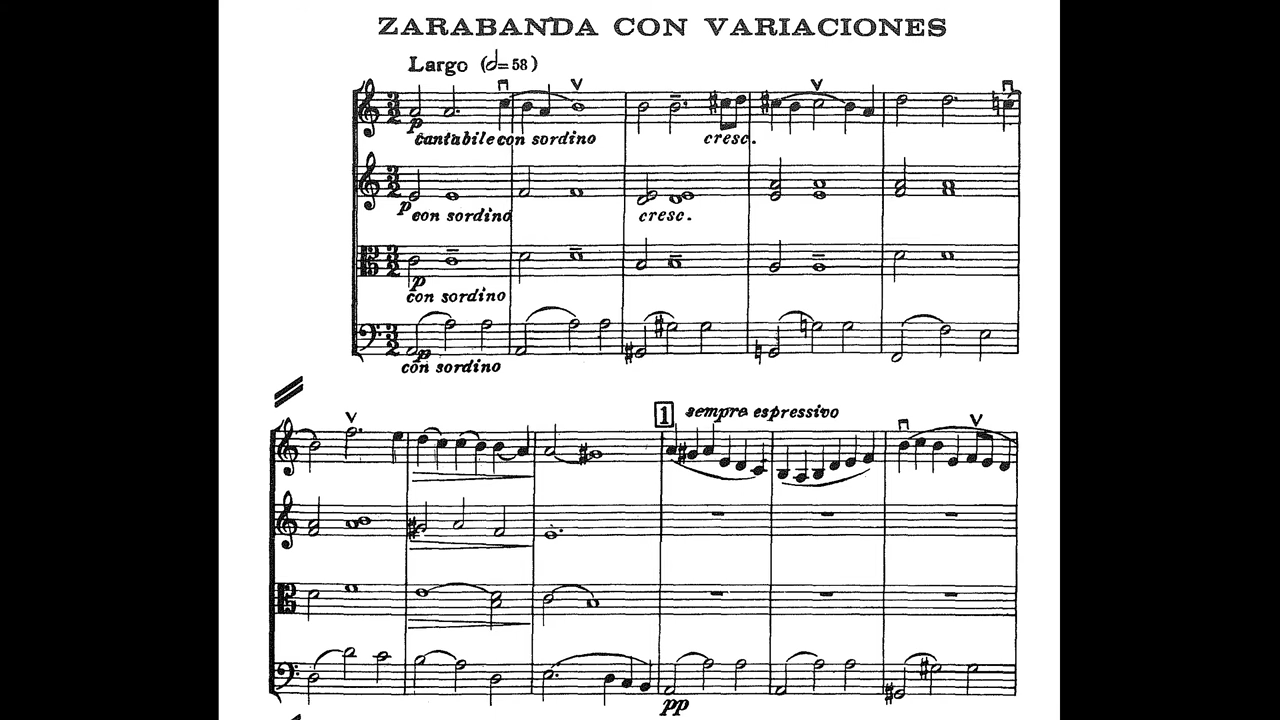 ZARABANDA CON VARIACIONES
Largo (𝅗𝅥=58)
p
cantabile con sordino
cresc.
p con sordino
cresc.
p
con sordino
p
con sordino
1 sempre espressivo
pp